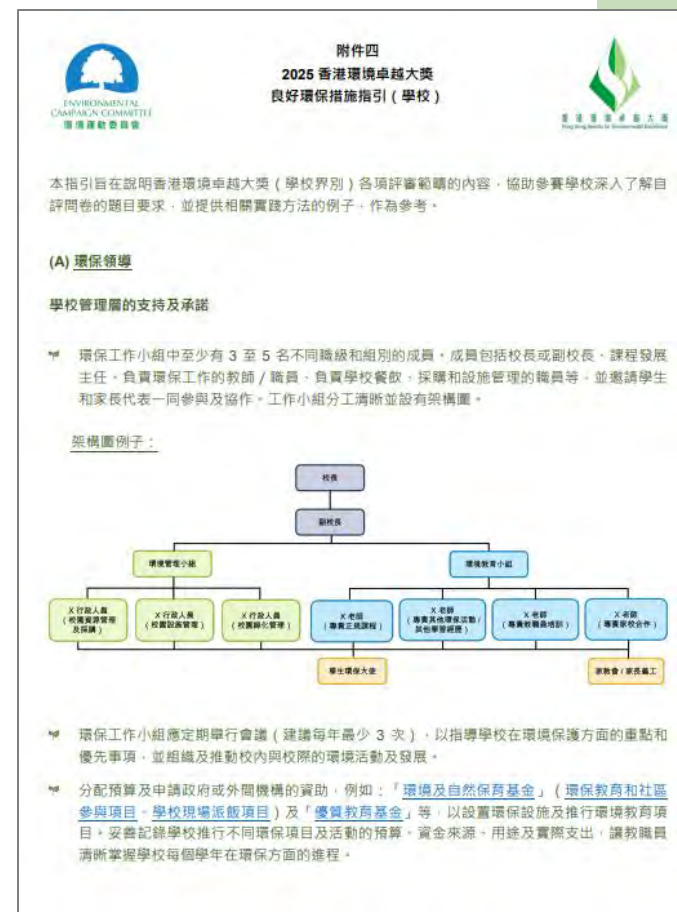 附件四
2025 香港環境卓越大獎
良好環保措施指引（學校）
ENVIRONMENTAL
CAMPAIGN COMMITTEE
環境運動委員會
香港環境卓越大獎
Hong Kong Awards for Environmental Excellence
本指引旨在說明香港環境卓越大獎（學校界別）各項評審範疇的內容，協助參賽學校深入了解自
評問卷的題目要求，並提供相關實踐方法的例子，作為參考。
(A) 環保領導
學校管理層的支持及承諾
環保工作小組中至少有 3 至 5 名不同職級和組別的成員。成員包括校長或副校長、課程發展
主任、負責環保工作的教師 / 職員、負責學校餐飲、採購和設施管理的職員等，並邀請學生
和家長代表一同參與及協作。工作小組分工清晰並設有架構圖。
架構圖例子：
校長
副校長
環境管理小組
環境教育小組
X 行政人員
（校園資源管理
及採購）
X 行政人員
（校園設施管理）
X 行政人員
（校園綠化管理）
X 老師
（專責正規課程）
X 老師
（專責其他環保活動 /
其他學習經歷）
X 老師
（專責教職員培訓）
X 老師
（專責家校合作）
學生環保大使
家教會 / 家長義工
環保工作小組應定期舉行會議（建議每年最少 3 次），以指導學校在環境保護方面的重點和
優先事項，並組織及推動校內與校際的環境活動及發展。
分配預算及申請政府或外間機構的資助，例如：「環境及自然保育基金」（環保教育和社區
參與項目、學校現場派飯項目）及「優質教育基金」等，以設置環保設施及推行環境教育項
目。妥善記錄學校推行不同環保項目及活動的預算、資金來源、用途及實際支出，讓教職員
清晰掌握學校每個學年在環保方面的進程。